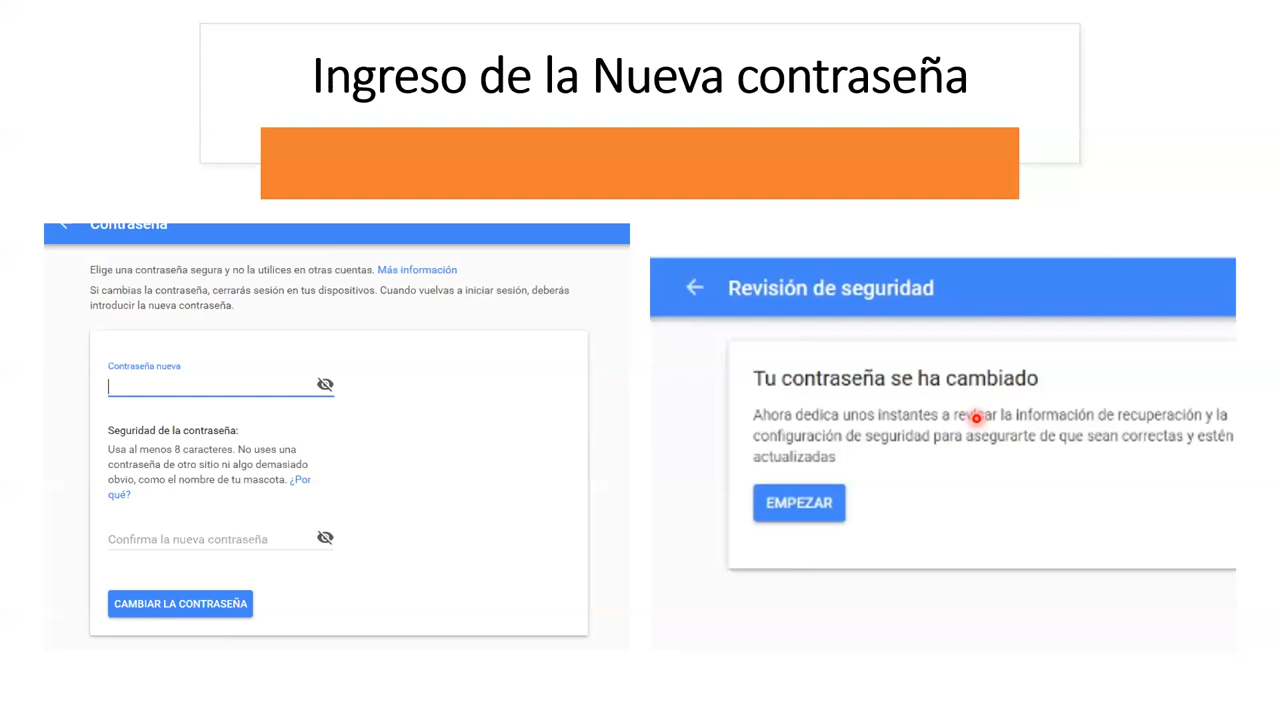 Ingreso de la Nueva contraseña
Contraseña
Elige una contraseña segura y no la utilices en otras cuentas. Más información
Si cambias la contraseña, cerrarás sesión en tus dispositivos. Cuando vuelvas a iniciar sesión, deberás
introducir la nueva contraseña.
Contraseña nueva
Seguridad de la contraseña:
Usa al menos 8 caracteres. No uses una
contraseña de otro sitio ni algo demasiado
obvio, como el nombre de tu mascota. ¿Por
qué?
Confirma la nueva contraseña
CAMBIAR LA CONTRASEÑA
Revisión de seguridad
Tu contraseña se ha cambiado
Ahora dedica unos instantes a revisar la información de recuperación y la
configuración de seguridad para asegurarte de que sean correctas y estén
actualizadas
EMPEZAR